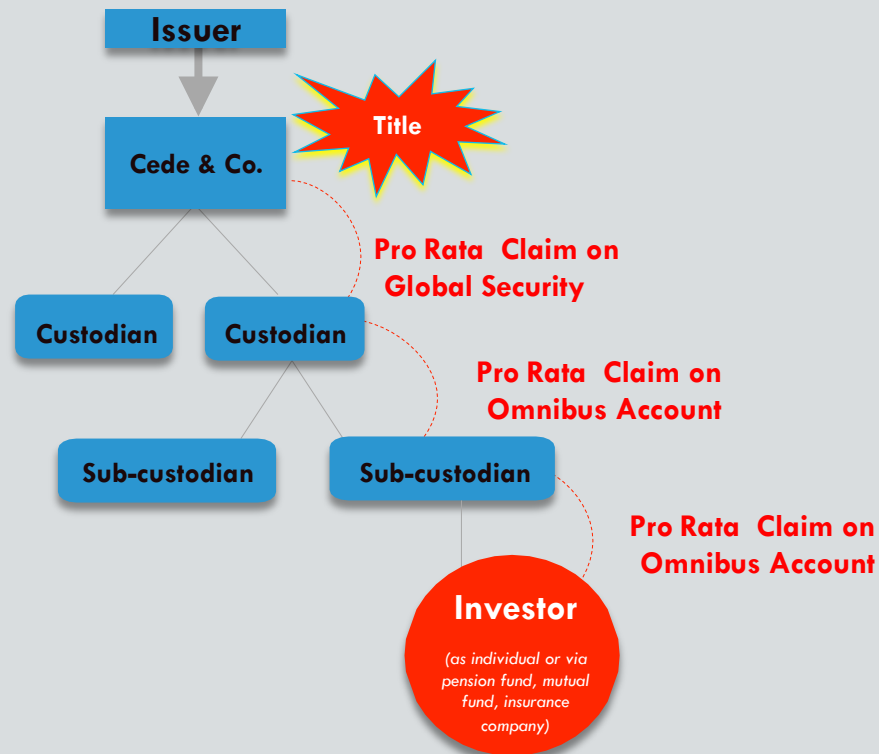 Issuer
Title
Cede & Co.
Pro Rata Claim on
Global Security
Custodian
Custodian
Pro Rata Claim on
Omnibus Account
Sub-custodian
Sub-custodian
Pro Rata Claim on
Omnibus Account
Investor
(as individual or via
pension fund, mutual
fund, insurance
company)